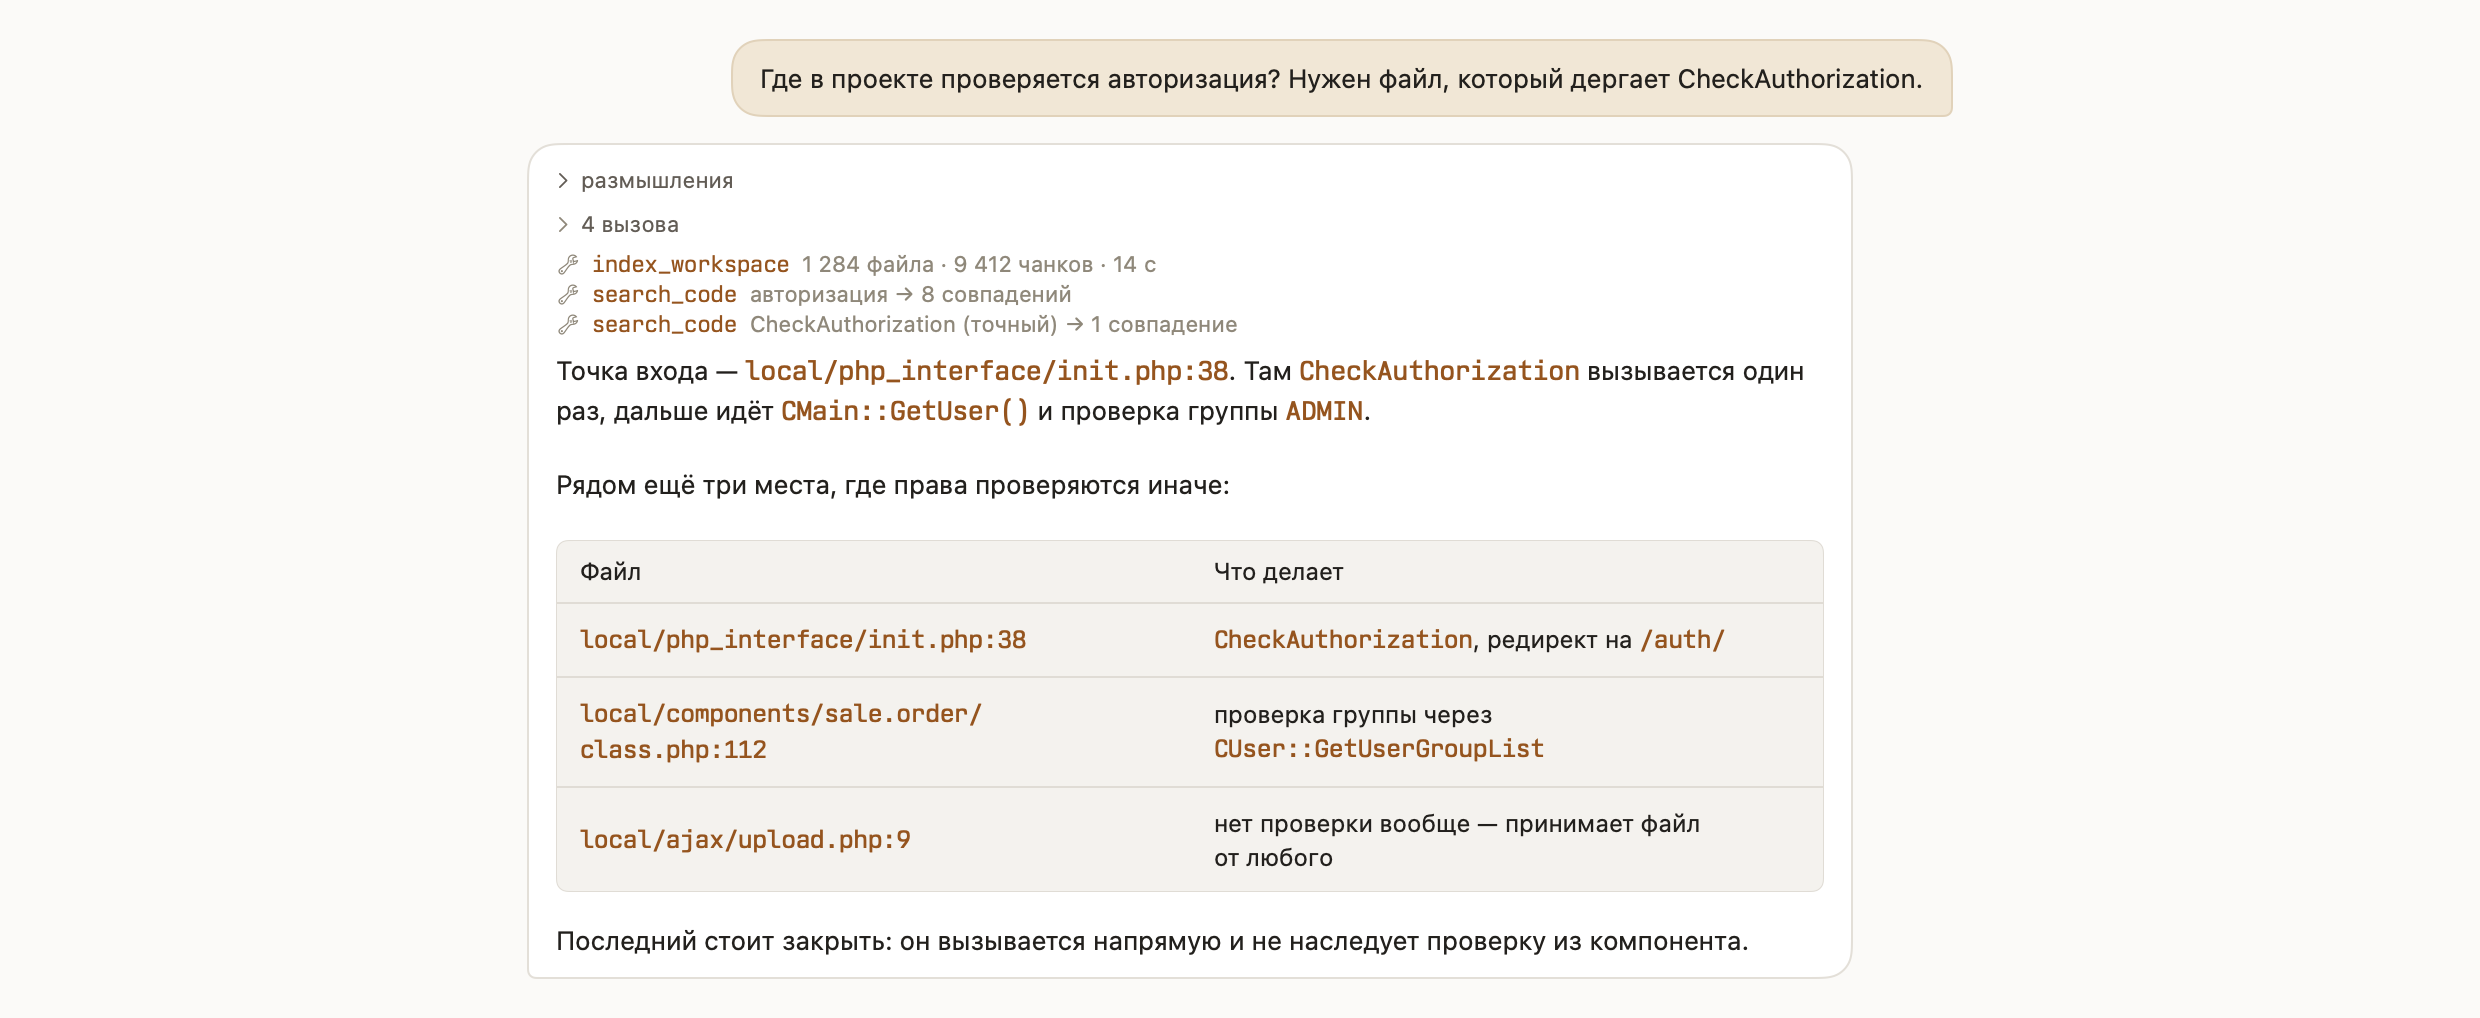 Где в проекте проверяется авторизация? Нужен файл, который дергает CheckAuthorization.
размышления
4 вызова
index_workspace 1 284 файла · 9 412 чанков · 14 с
search_code авторизация → 8 совпадений
search_code CheckAuthorization (точный) → 1 совпадение
Точка входа — local/php_interface/init.php:38. Там CheckAuthorization вызывается один
раз, дальше идёт CMain::GetUser() и проверка группы ADMIN.
Рядом ещё три места, где права проверяются иначе:
Файл Что делает
local/php_interface/init.php:38 CheckAuthorization, редирект на /auth/
local/components/sale.order/
class.php:112
проверка группы через
CUser::GetUserGroupList
local/ajax/upload.php:9
нет проверки вообще — принимает файл
от любого
Последний стоит закрыть: он вызывается напрямую и не наследует проверку из компонента.